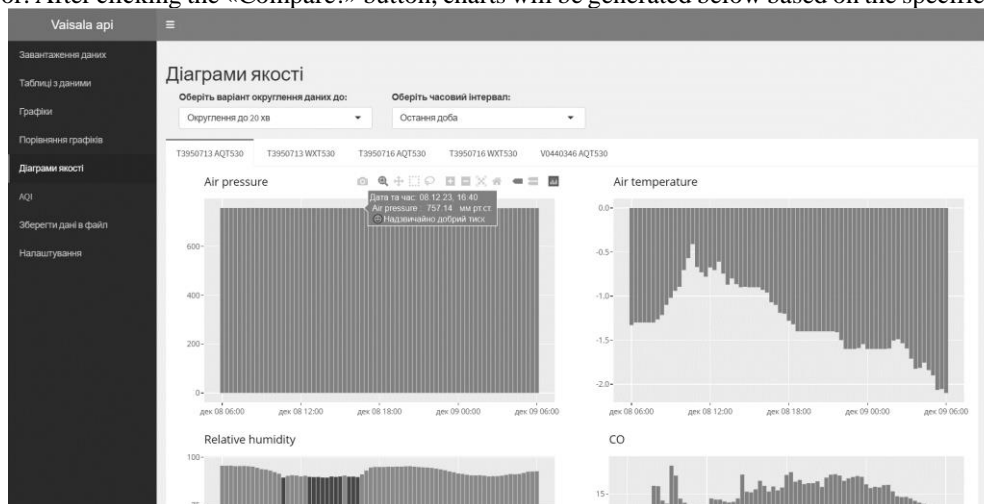 or. After clicking the «Compare!» button, charts will be generated below based on the specifie
Vaisala api
Завантаження даних
Таблиці з даними
Графіки
Порівняння графіків
Діаграми якості
AQI
Зберегти дані в файл
Налаштування
Діаграми якості
Оберіть варіант округлення даних до:
Округлення до 20 хв
Оберіть часовий інтервал:
Остання доба
T3950713 AQT530 T3950713 WXT530 T3950716 AQT530 T3950716 WXT530 V0440346 AQT530
Air pressure
Дата та час: 08.12.23, 16:40
Air pressure : 757.14 мм рт.ст.
Надзвичайно добрий тиск
600
400
200
0
дек 08 06:00 дек 08 12:00 дек 08 18:00 дек 09 00:00 дек 09 06:00
Air temperature
0.0
-0.5
-1.0
-1.5
-2.0
дек 08 06:00 дек 08 12:00 дек 08 18:00 дек 09 00:00 дек 09 06:00
Relative humidity
100
CO
15